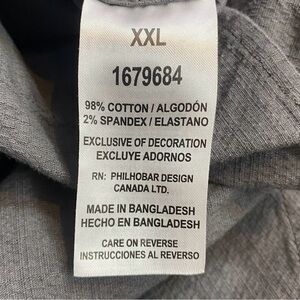 XXL
1679684
98% COTTON / ALGODÓN
2% SPANDEX / ELASTANO
EXCLUSIVE OF DECORATION
EXCLUYE ADORNOS
RN: PHILHOBAR DESIGN
CANADA LTD.
MADE IN BANGLADESH
HECHO EN BANGLADESH
CARE ON REVERSE
INSTRUCCIONES AL REVERSO